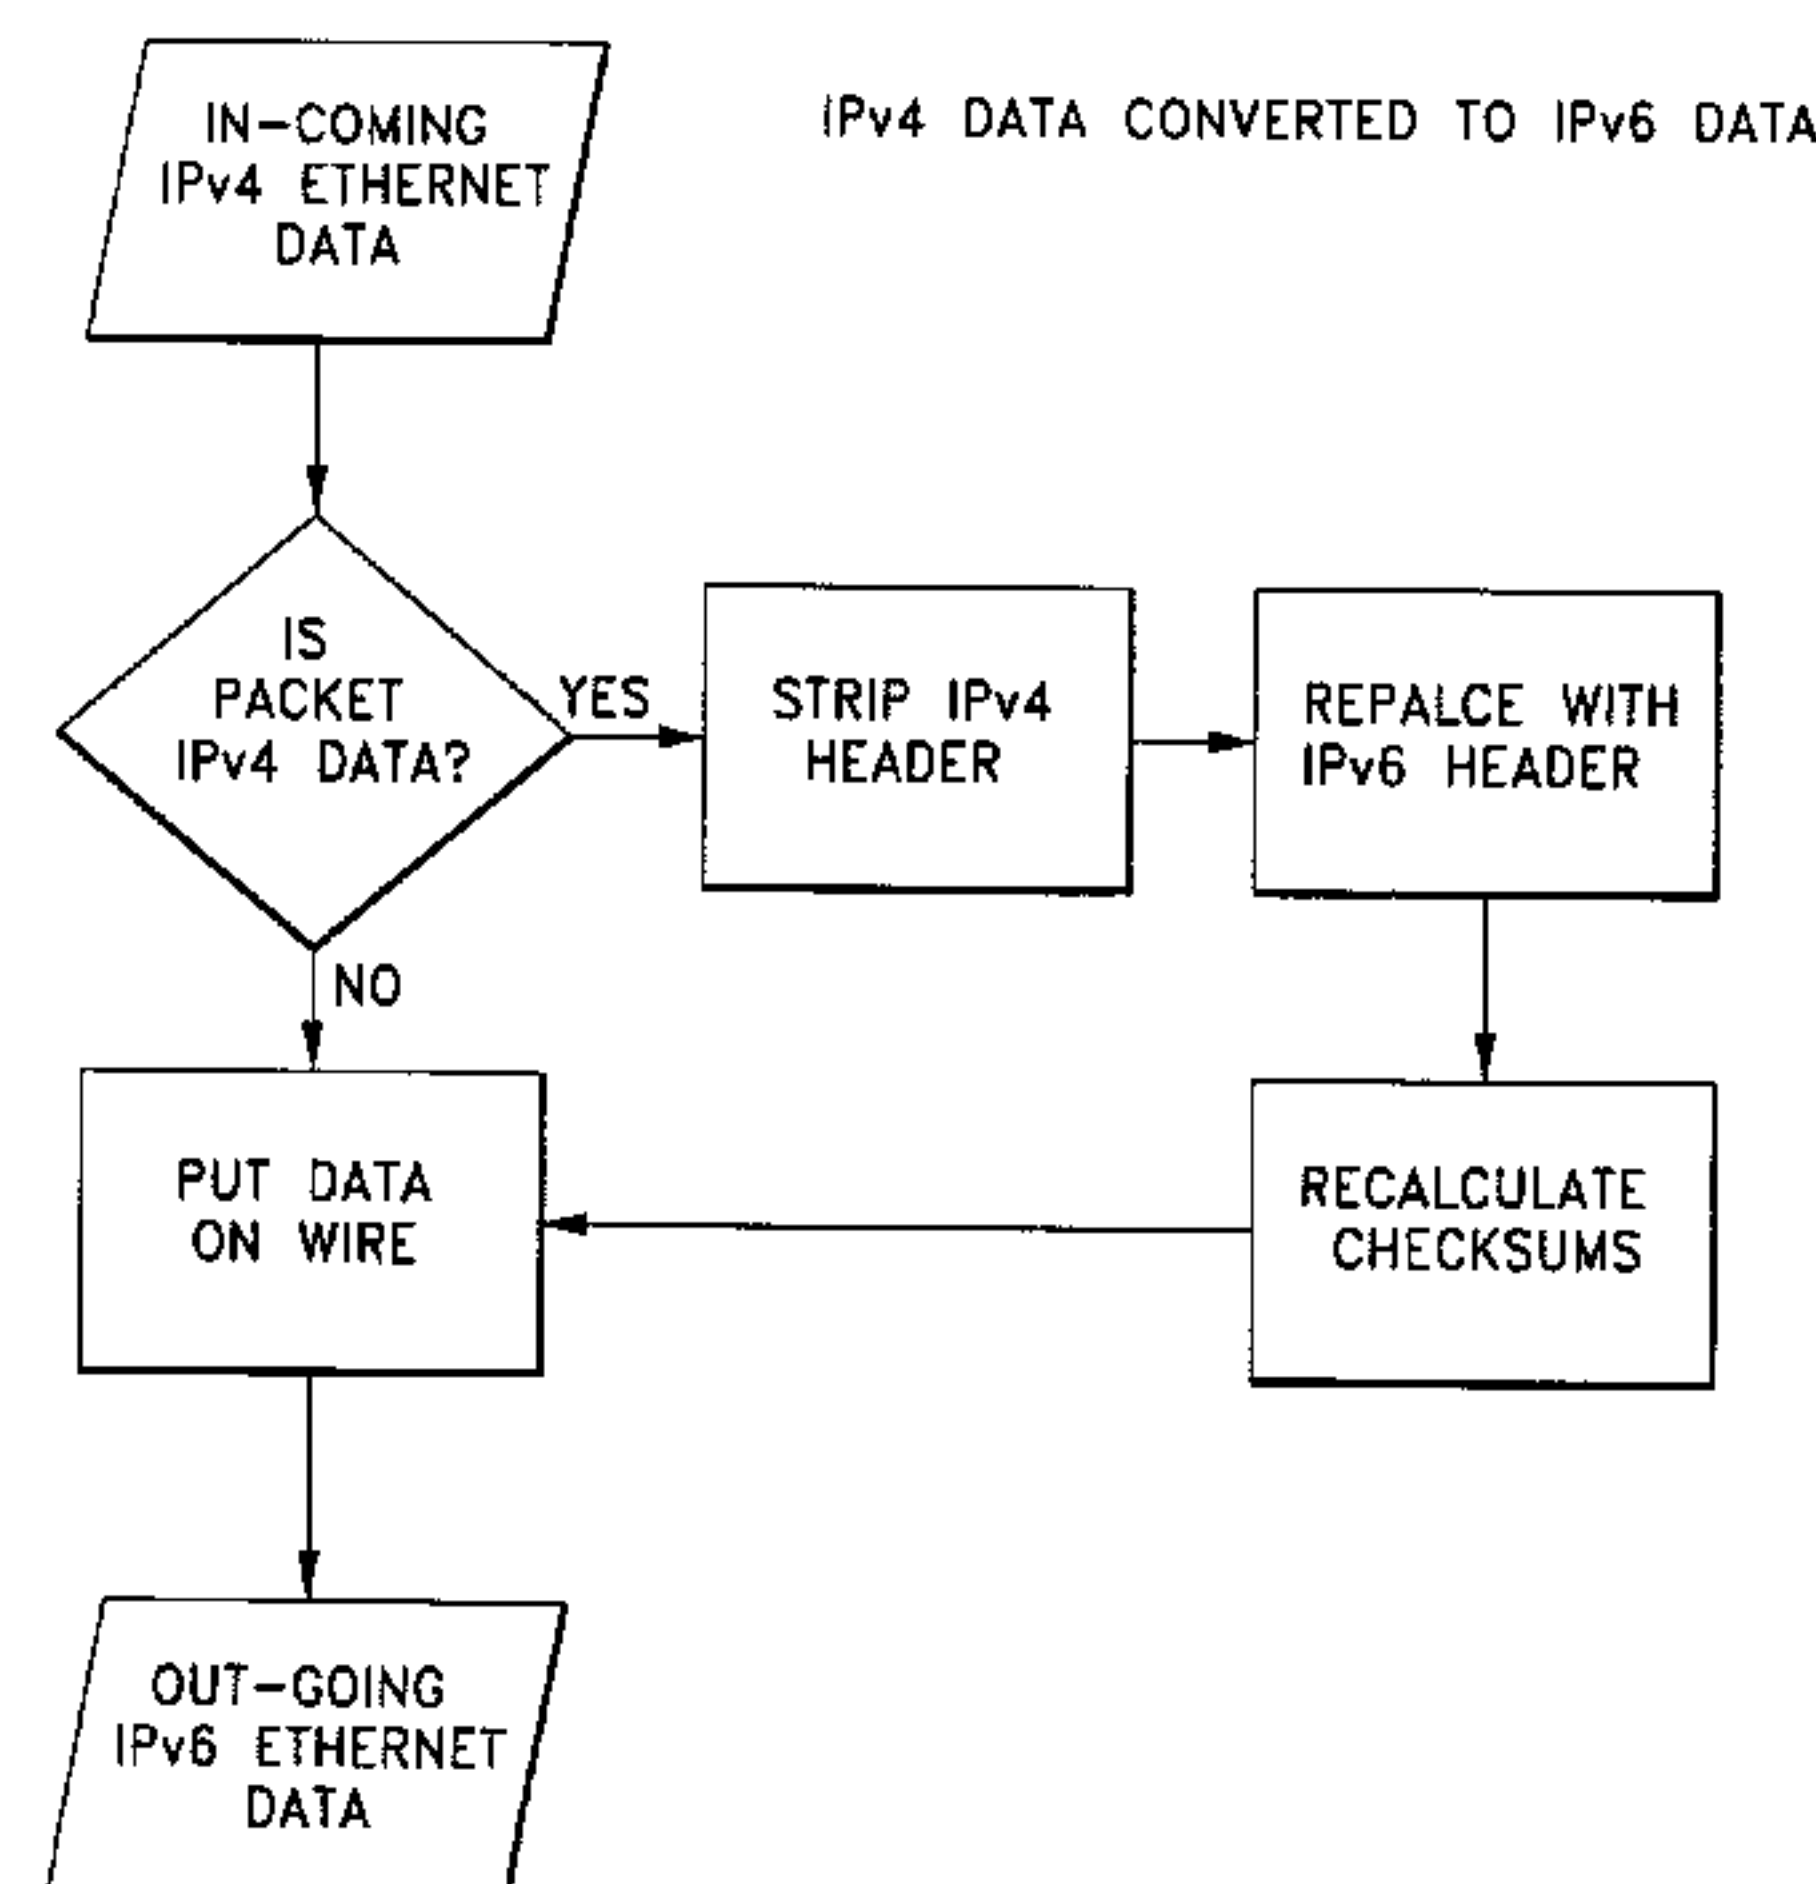 IN-COMING
IPv4 ETHERNET
DATA
IPv4 DATA CONVERTED TO IPv6 DATA
IS
PACKET
IPv4 DATA?
YES
STRIP IPv4
HEADER
REPALCE WITH
IPv6 HEADER
NO
PUT DATA
ON WIRE
RECALCULATE
CHECKSUMS
OUT-GOING
IPv6 ETHERNET
DATA